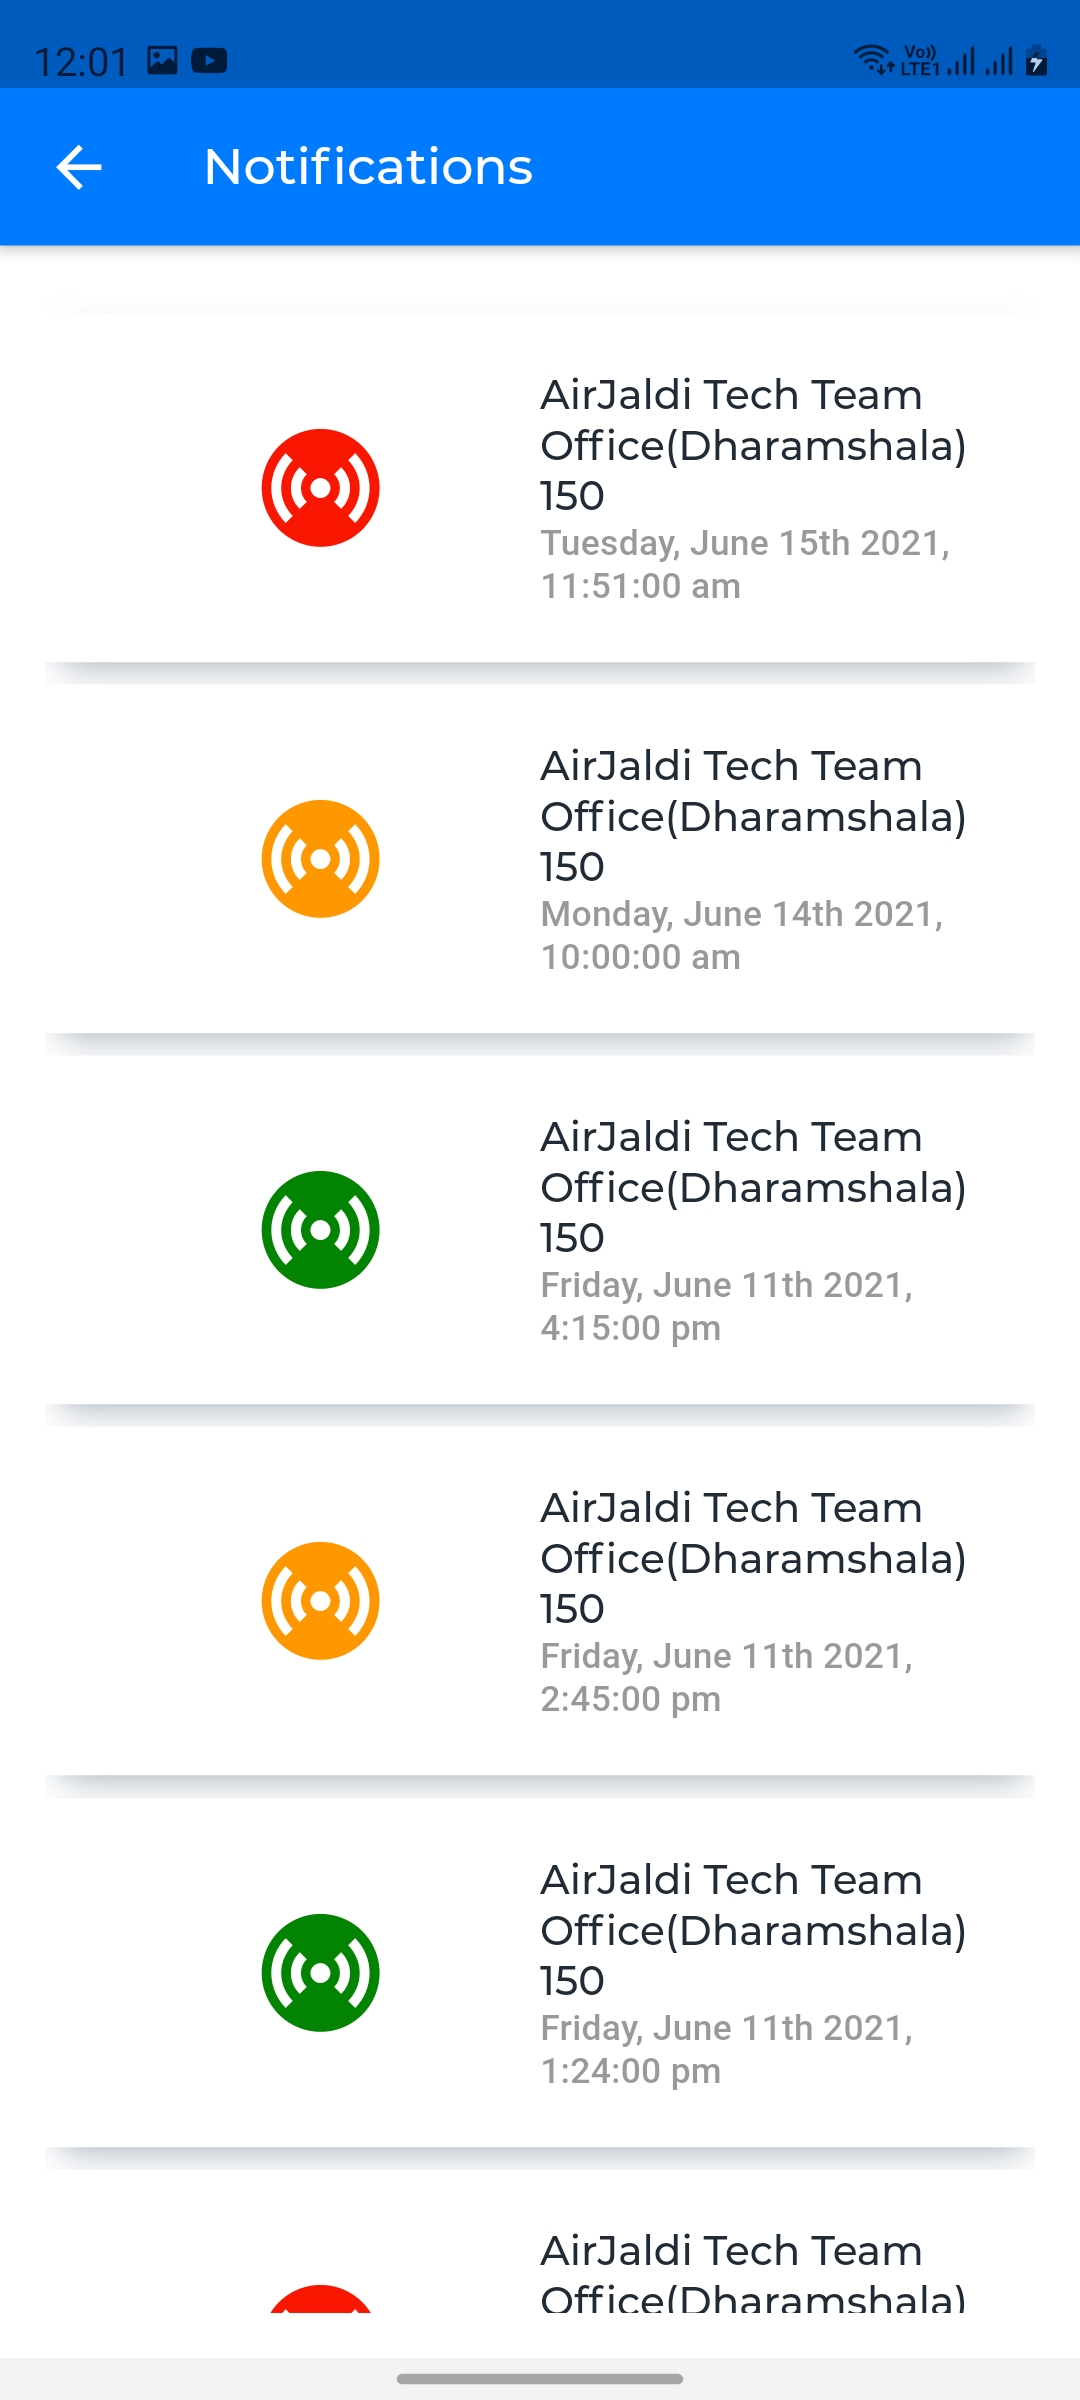 12:01
Vo))
LTE1
Notifications
AirJaldi Tech Team
Office(Dharamshala)
150
Tuesday, June 15th 2021,
11:51:00 am
AirJaldi Tech Team
Office(Dharamshala)
150
Monday, June 14th 2021,
10:00:00 am
AirJaldi Tech Team
Office(Dharamshala)
150
Friday, June 11th 2021,
4:15:00 pm
AirJaldi Tech Team
Office(Dharamshala)
150
Friday, June 11th 2021,
2:45:00 pm
AirJaldi Tech Team
Office(Dharamshala)
150
Friday, June 11th 2021,
1:24:00 pm
AirJaldi Tech Team
Office(Dharamshala)